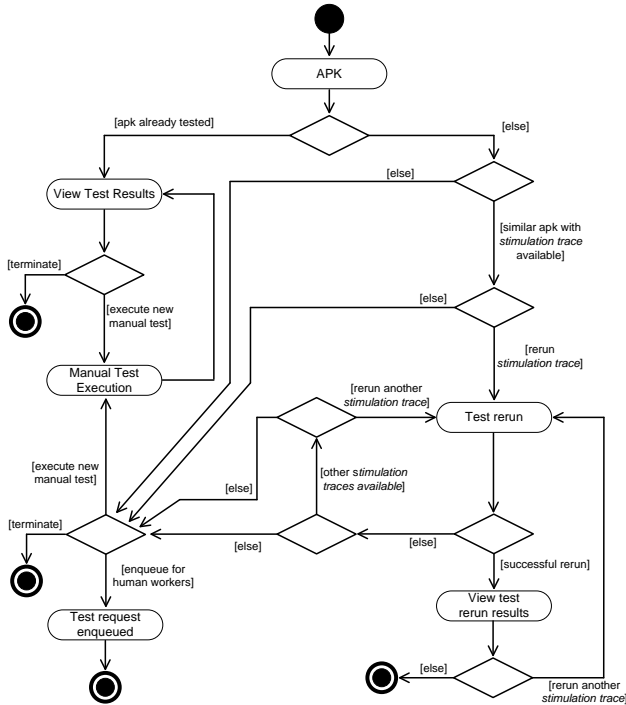 APK
[apk already tested]
[else]
[else]
View Test Results
[similar apk with
stimulation trace
available]
[terminate]
[else]
[execute new
manual test]
[rerun
stimulation trace]
Manual Test
Execution
[rerun another
stimulation trace]
Test rerun
[execute new
manual test]
[other stimulation
traces available]
[else]
[terminate]
[else]
[else]
[enqueue for
human workers]
[successful rerun]
View test
rerun results
Test request
enqueued
[else]
[rerun another
stimulation trace]